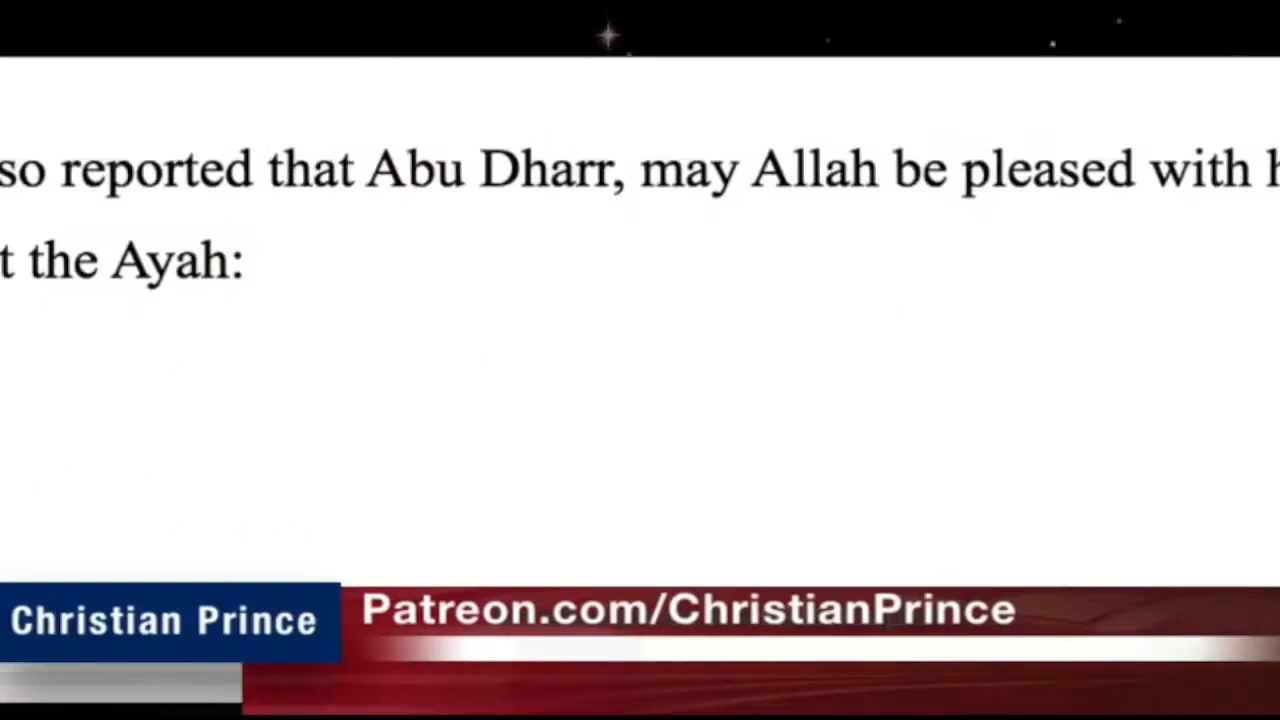 so reported that Abu Dharr, may Allah be pleased with h
t the Ayah:
Christian Prince
Patreon.com/ChristianPrince